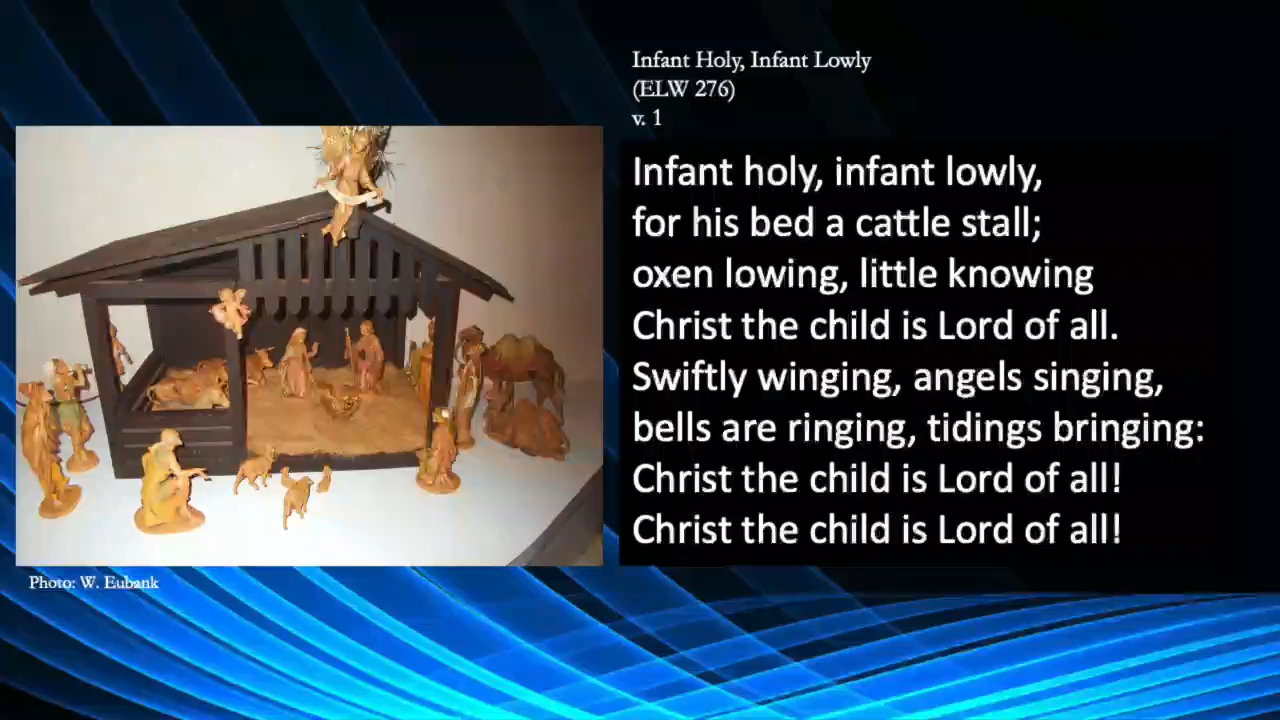 Infant Holy, Infant Lowly
(ELW 276)
v. 1
Infant holy, infant lowly,
for his bed a cattle stall;
oxen lowing, little knowing
Christ the child is Lord of all.
Swiftly winging, angels singing,
bells are ringing, tidings bringing:
Christ the child is Lord of all!
Christ the child is Lord of all!
Photo: W. Eubank